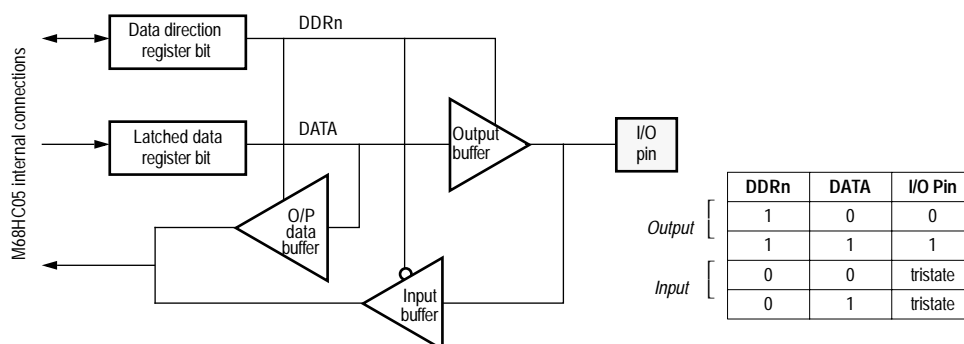 M68HC05 internal connections
Data direction
register bit
DDRn
Latched data
register bit
DATA
Output
buffer
I/O
pin
O/P
data
buffer
Input
buffer
DDRn DATA I/O Pin
Output
1 0 0
1 1 1
Input
0 0 tristate
0 1 tristate